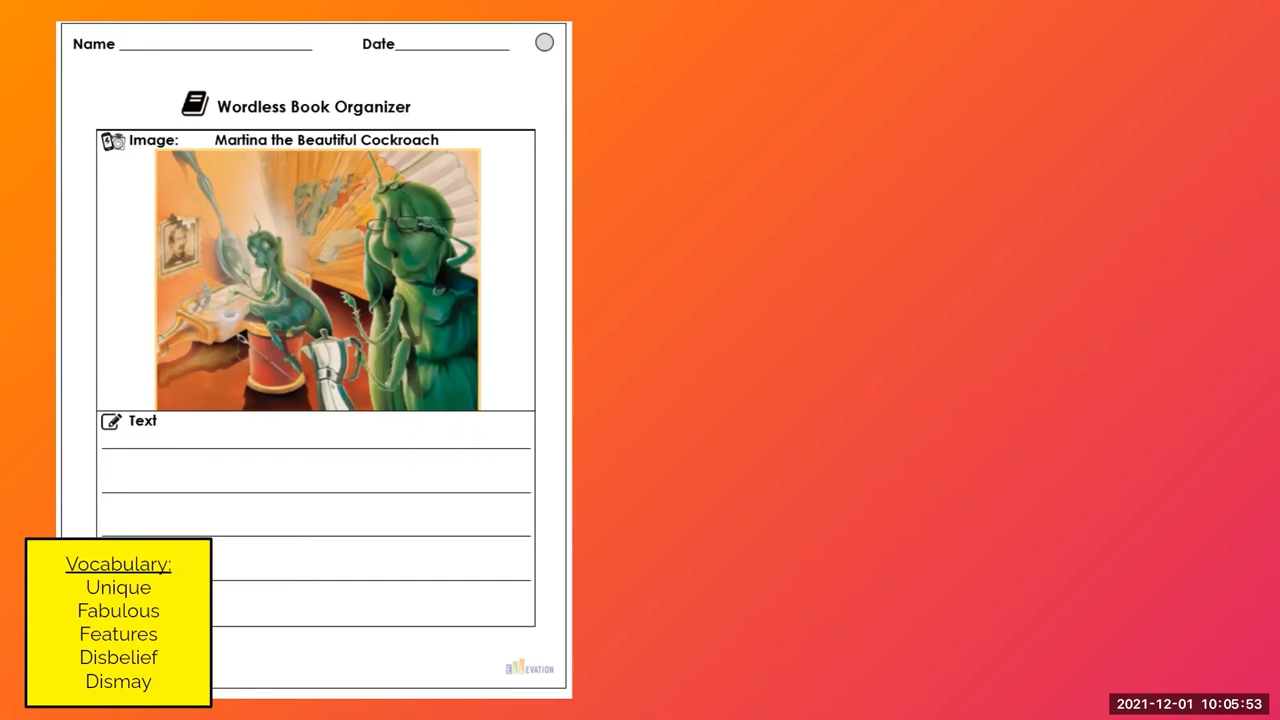 Name
Date
Wordless Book Organizer
Image: Martina the Beautiful Cockroach
Text
Vocabulary:
Unique
Fabulous
Features
Disbelief
Dismay
ELLEVATION
2021-12-01 10:05:53